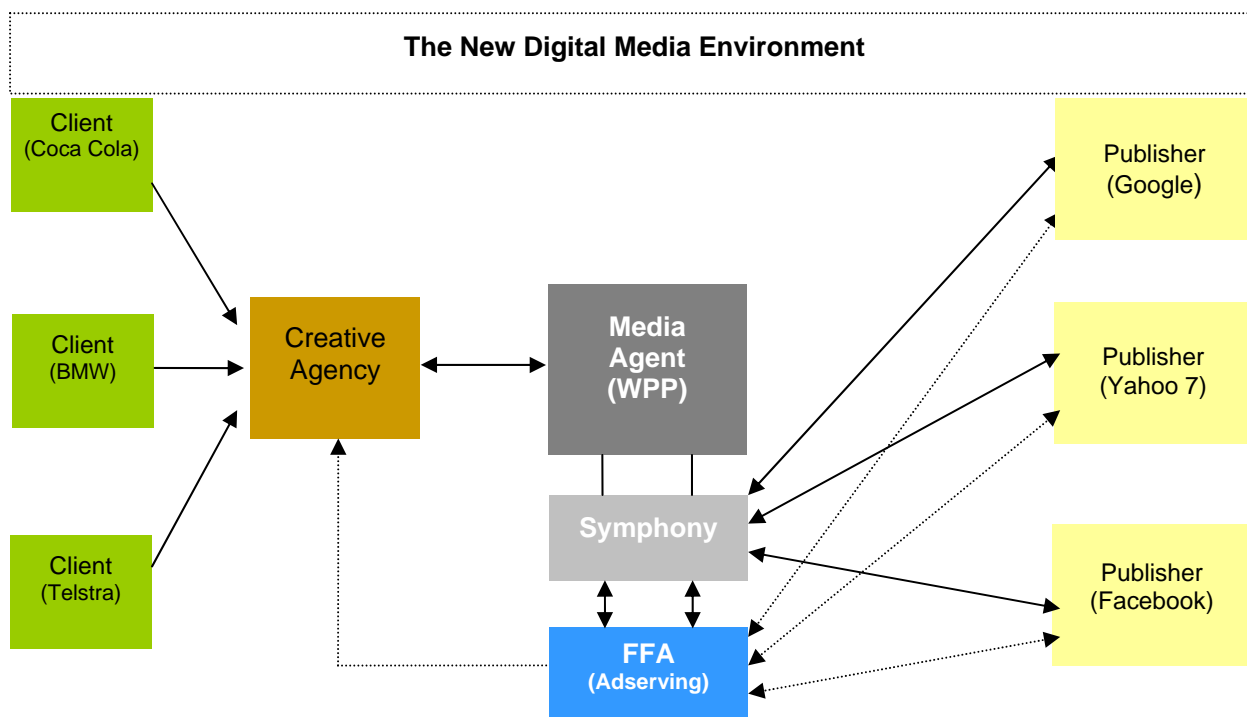 The New Digital Media Environment
Client
(Coca Cola)
Publisher
(Google)
Client
(BMW)
Creative
Agency
Media
Agent
(WPP)
Publisher
(Yahoo 7)
Symphony
Client
(Telstra)
Publisher
(Facebook)
FFA
(Adserving)